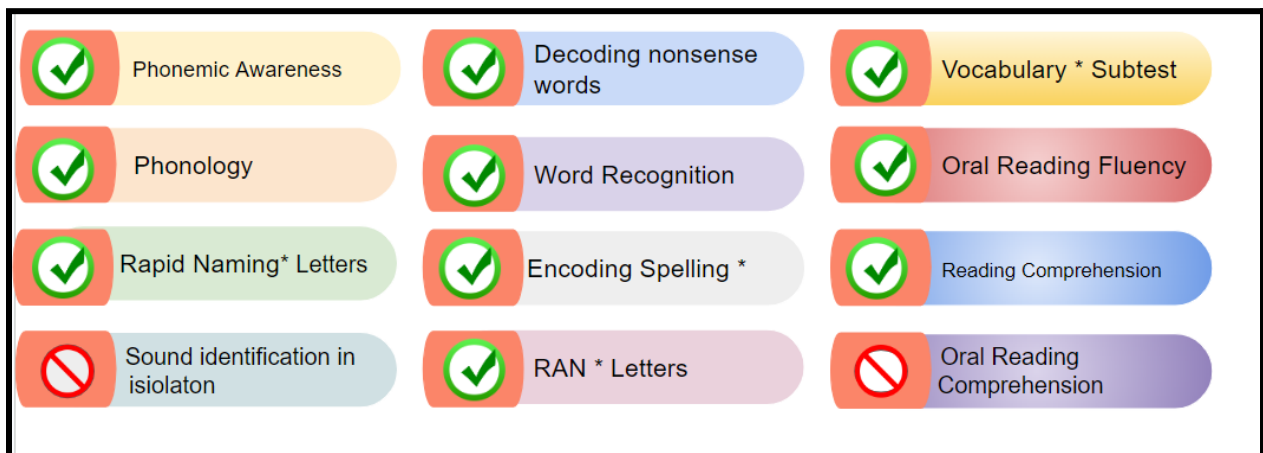 Phonemic Awareness
Phonology
Rapid Naming* Letters
Sound identification in
isiolaton
Decoding nonsense
words
Word Recognition
Encoding Spelling *
RAN * Letters
Vocabulary * Subtest
Oral Reading Fluency
Reading Comprehension
Oral Reading
Comprehension